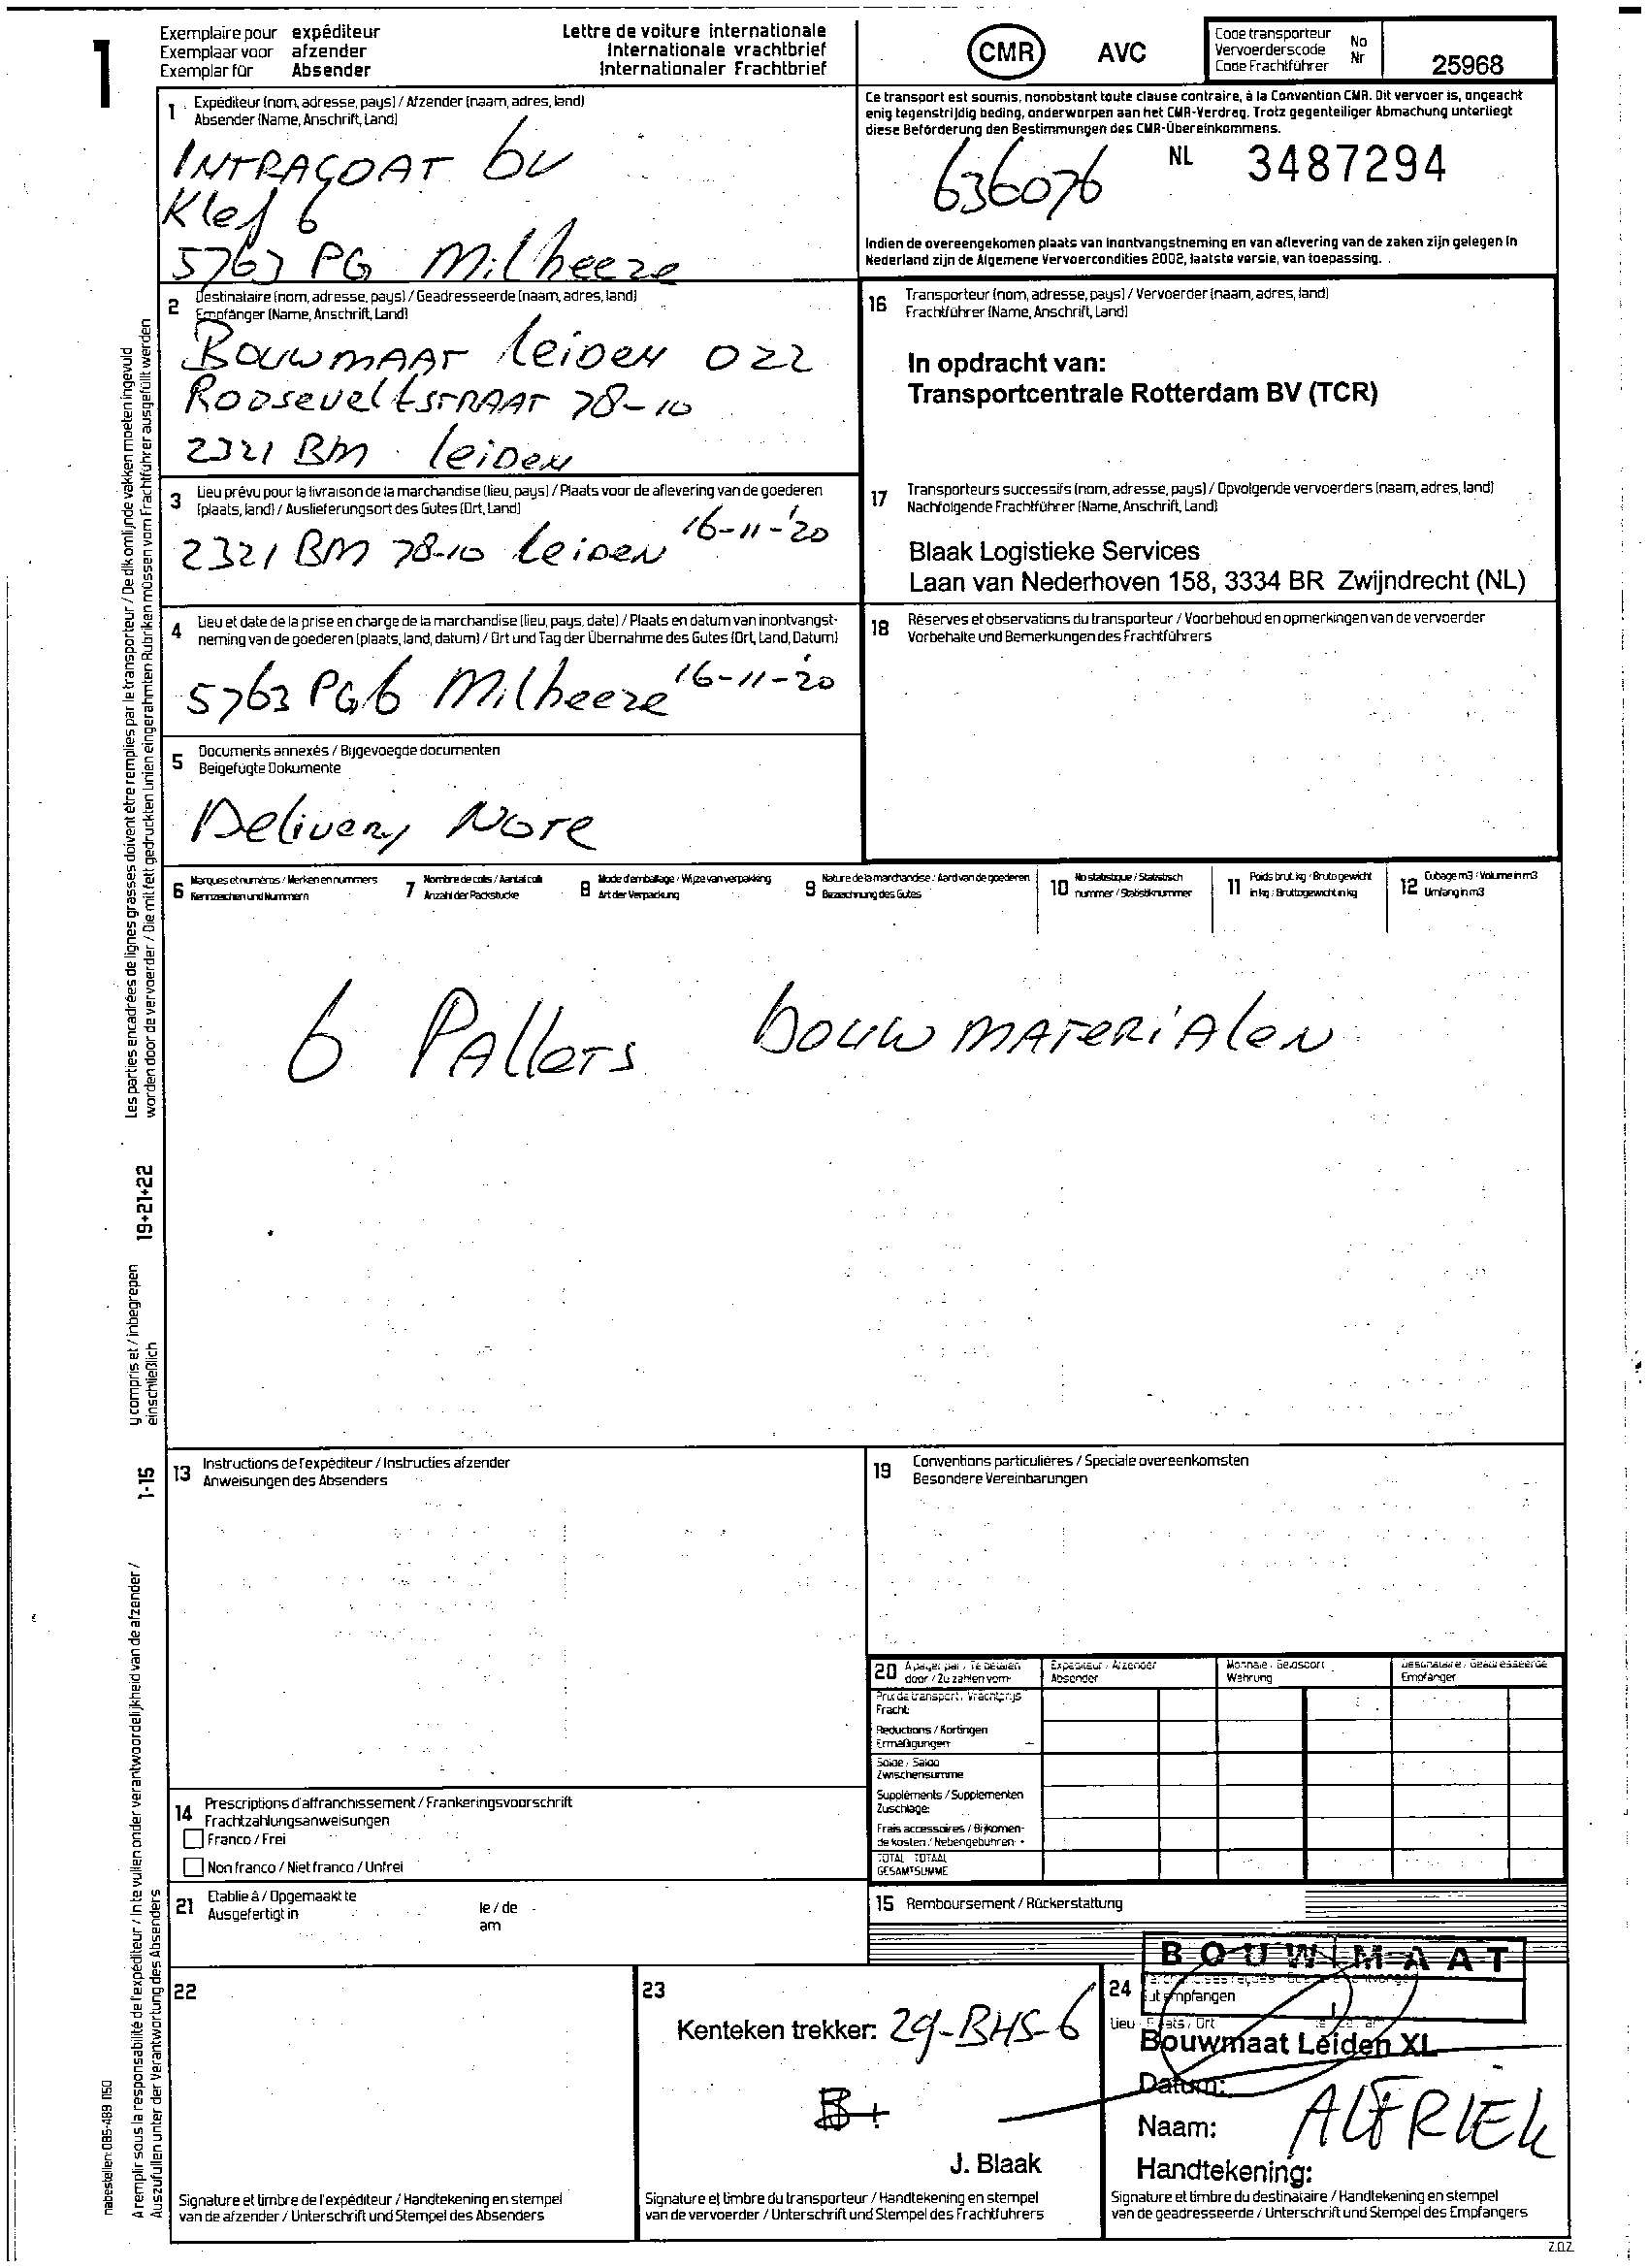 1
Exemplaire pour expéditeur
Exemplaar voor afzender
Exemplar für Absender
Lettre de voiture internationale
Internationale vrachtbrief
Internationaler Frachtbrief
CMR
AVC
Code transporteur
Vervoerderscode
Code Frachtführer
No
Nr
25968
1 Expéditeur (nom, adresse, pays) / Afzender (naam, adres, land)
Absender (Name, Anschrift, Land)
INTRACOAT BV
Klef 6
5763 PG Milheeze
Ce transport est soumis, nonobstant toute clause contraire, à la Convention CMR. Dit vervoer is, ongeacht
enig tegenstrijdig beding, onderworpen aan het CMR-Verdrag. Trotz gegenteiliger Abmachung unterliegt
diese Beförderung den Bestimmungen des CMR-Übereinkommens.
636076
NL 3487294
Indien de overeengekomen plaats van inontvangstneming en van aflevering van de zaken zijn gelegen in
Nederland zijn de Algemene Vervoercondities 2002, laatste versie, van toepassing.
2 Destinataire (nom, adresse, pays) / Geadresseerde (naam, adres, land)
Empfänger (Name, Anschrift, Land)
BOUWMAAT LEIDEN 022
ROOSEVELTSTRAAT 78-10
2321 BM LEIDEN
16 Transporteur (nom, adresse, pays) / Vervoerder (naam, adres, land)
Frachtführer (Name, Anschrift, Land)
In opdracht van:
Transportcentrale Rotterdam BV (TCR)
3 Lieu prévu pour la livraison de la marchandise (lieu, pays) / Plaats voor de aflevering van de goederen
(plaats, land) / Auslieferungsort des Gutes (Ort, Land)
2321 BM 78-10 LEIDEN 16-11-'20
17 Transporteurs successifs (nom, adresse, pays) / Opvolgende vervoerders (naam, adres, land)
Nachfolgende Frachtführer (Name, Anschrift, Land)
Blaak Logistieke Services
Laan van Nederhoven 158, 3334 BR Zwijndrecht (NL)
4 Lieu et date de la prise en charge de la marchandise (lieu, pays, date) / Plaats en datum van inontvangst-
neming van de goederen (plaats, land, datum) / Ort und Tag der Übernahme des Gutes (Ort, Land, Datum)
5763 PG 6 Milheeze 16-11-'20
18 Réserves et observations du transporteur / Voorbehoud en opmerkingen van de vervoerder
Vorbehalte und Bemerkungen des Frachtführers
5 Documents annexés / Bijgevoegde documenten
Beigefügte Dokumente
Delivery Note
6 Marques et numéros / Merken en nummers
Kennzeichen und Nummern
7 Nombre de colis / Aantal colli
Anzahl der Packstücke
8 Mode d'emballage / Wijze van verpakking
Art der Verpackung
9 Nature de la marchandise / Aard van de goederen
Bezeichnung des Gutes
10 No statistique / Statistisch
nummer / Statistiknummer
11 Poids brut. kg / Bruto gewicht
in kg / Bruttogewicht in kg
12 Cubage m3 / Volume in m3
Umfang in m3
6 Pallets bouwmaterialen
13 Instructions de l'expéditeur / Instructies afzender
Anweisungen des Absenders
19 Conventions particulières / Speciale overeenkomsten
Besondere Vereinbarungen
20 A payer par / Te betalen
door / Zu zahlen vom
Expéditeur / Afzender
Absender
Monnaie / Geldsoort
Währung
Destinataire / Geadresseerde
Empfänger
Prix de transport / Vrachtprijs
Fracht
Réductions / Kortingen
Ermäßigungen -
Solde / Saldo
Zwischensumme
Suppléments / Supplementen
Zuschläge
Frais accessoires / Bijkomen-
de kosten / Nebengebühren +
TOTAL TOTAAL
GESAMTSUMME
14 Prescriptions d'affranchissement / Frankeringsvoorschrift
Frachtzahlungsanweisungen
Franco / Frei
Non franco / Niet franco / Unfrei
21 Etablie à / Opgemaakt te
Ausgefertigt in
le / de
am
15 Remboursement / Rückerstattung
22
Signature et timbre de l'expéditeur / Handtekening en stempel
van de afzender / Unterschrift und Stempel des Absenders
23
Kenteken trekker: 29-BHS-6
J. Blaak
Signature et timbre du transporteur / Handtekening en stempel
van de vervoerder / Unterschrift und Stempel des Frachtführers
24
BOUWMAAT
Gut empfangen
Lieu / Plaats / Ort
Bouwmaat Leiden XL
Datum:
Naam: ALFRIEK
Handtekening:
Signature et timbre du destinataire / Handtekening en stempel
van de geadresseerde / Unterschrift und Stempel des Empfängers
Z.O.Z.
Les parties encadrées de lignes grasses doivent être remplies par le transporteur / De dik omlijnde vakken moeten ingevuld
worden door de vervoerder / Die mit fett gedruckten Linien eingerahmten Rubriken müssen vom Frachtführer ausgefüllt werden
19+21+22
y compris et / inbegrepen
einschließlich
1-15
A remplir sous la responsabilité de l'expéditeur / In te vullen onder verantwoordelijkheid van de afzender /
Auszufüllen unter der Verantwortung des Absenders
nabestellen: 085-489 1150